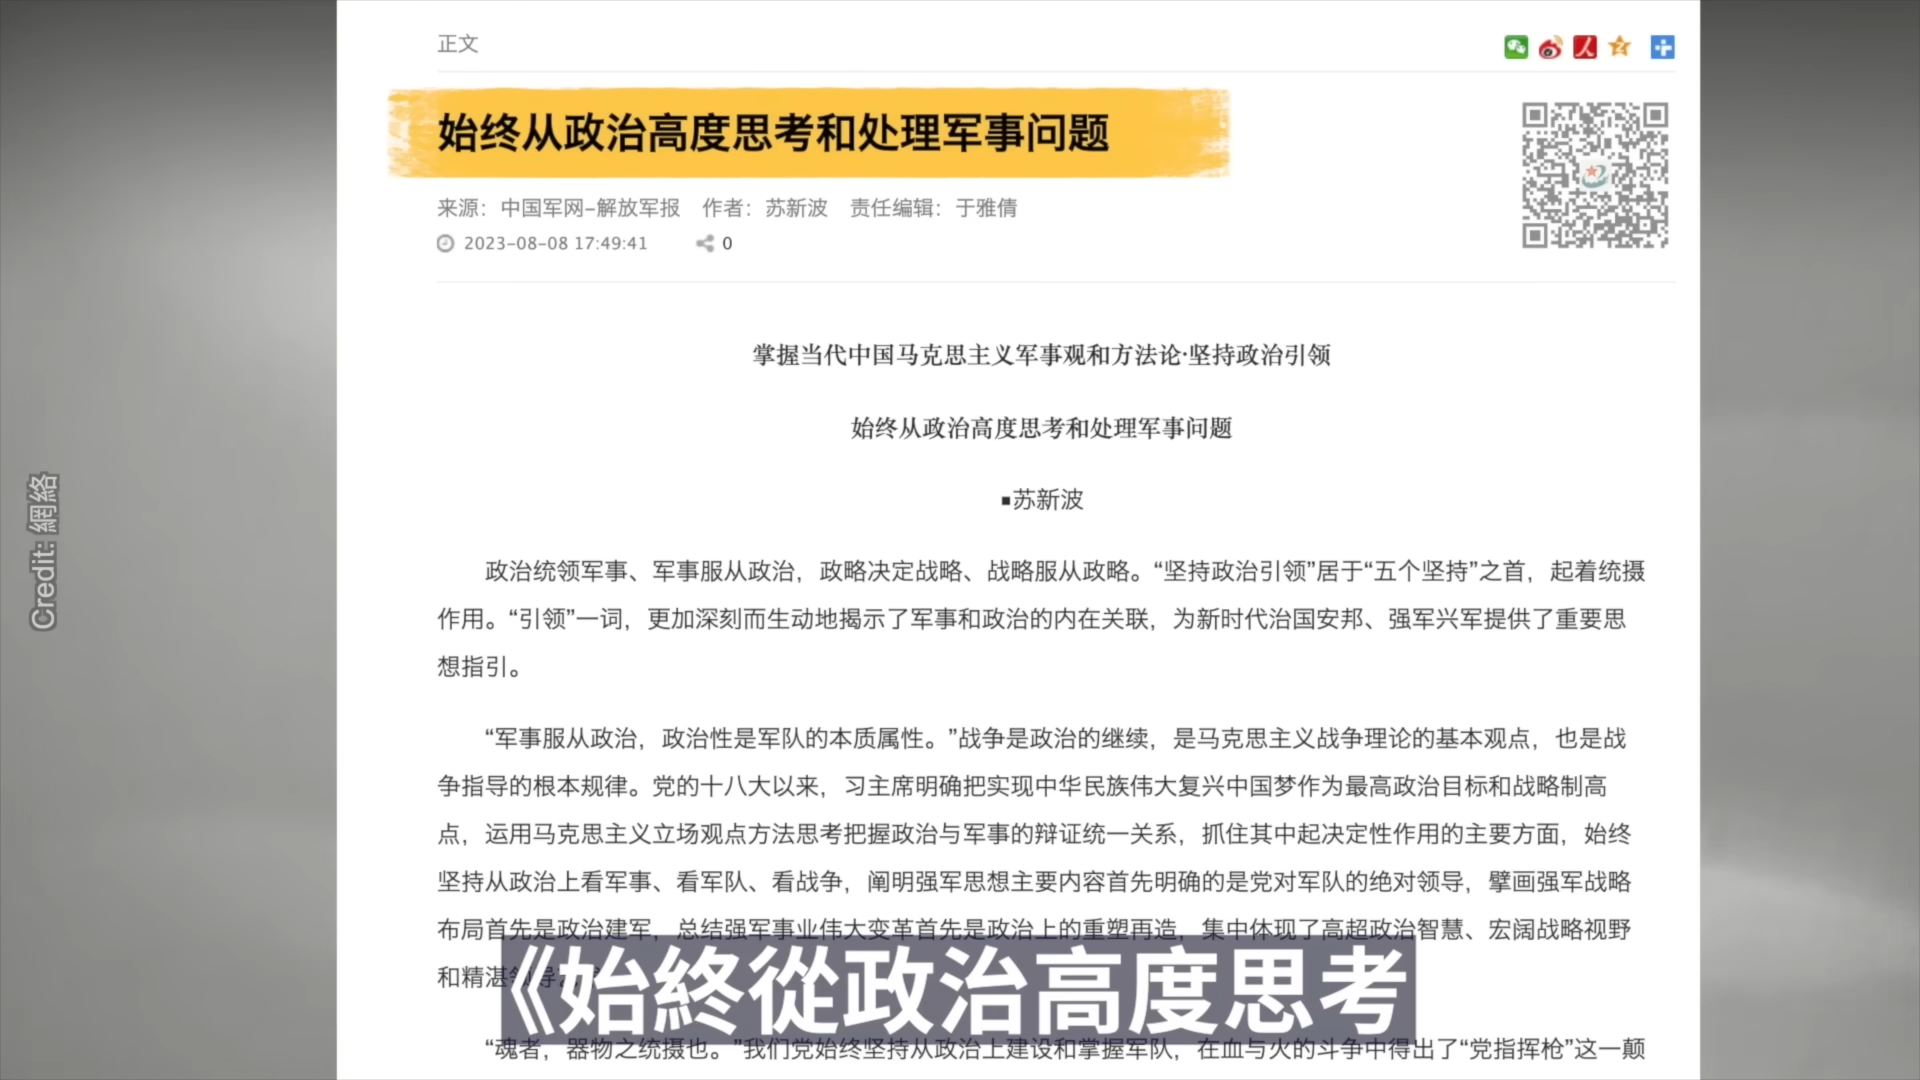 正文
始终从政治高度思考和处理军事问题
来源：中国军网-解放军报 作者：苏新波 责任编辑：于雅倩
2023-08-08 17:49:41 0
掌握当代中国马克思主义军事观和方法论·坚持政治引领
始终从政治高度思考和处理军事问题
■苏新波
政治统领军事、军事服从政治，政略决定战略、战略服从政略。“坚持政治引领”居于“五个坚持”之首，起着统摄
作用。“引领”一词，更加深刻而生动地揭示了军事和政治的内在关联，为新时代治国安邦、强军兴军提供了重要思
想指引。
“军事服从政治，政治性是军队的本质属性。”战争是政治的继续，是马克思主义战争理论的基本观点，也是战
争指导的根本规律。党的十八大以来，习主席明确把实现中华民族伟大复兴中国梦作为最高政治目标和战略制高
点，运用马克思主义立场观点方法思考把握政治与军事的辩证统一关系，抓住其中起决定性作用的主要方面，始终
坚持从政治上看军事、看军队、看战争，阐明强军思想主要内容首先明确的是党对军队的绝对领导，擘画强军战略
布局首先是政治建军，总结强军事业伟大变革首先是政治上的重塑再造，集中体现了高超政治智慧、宏阔战略视野
和精湛
《始終從政治高度思考
“魂者，器物之统摄也。”我们党始终坚持从政治上建设和掌握军队，在血与火的斗争中得出了“党指挥枪”这一颠
Credit: 網絡